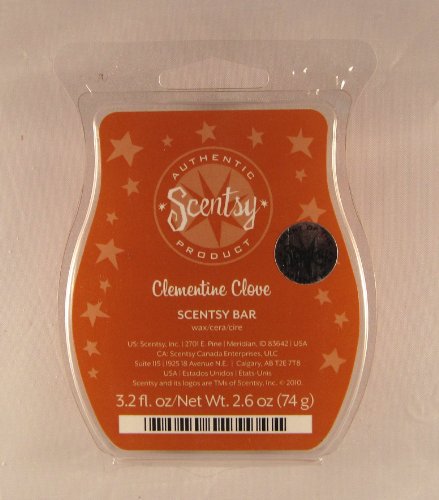 AUTHENTIC
Scentsy
PRODUCT
Clementine Clove
SCENTSY BAR
wax/cera/cire
US: Scentsy, Inc. | 2701 E. Pine | Meridian, ID 83642 | USA
CA: Scentsy Canada Enterprises, ULC
Suite 115 | 1925 18 Avenue N.E. | Calgary, AB T2E 7T8
USA | Estados Unidos | États-Unis
Scentsy and its logos are TMs of Scentsy, Inc. © 2010.
3.2 fl. oz/Net Wt. 2.6 oz (74 g)